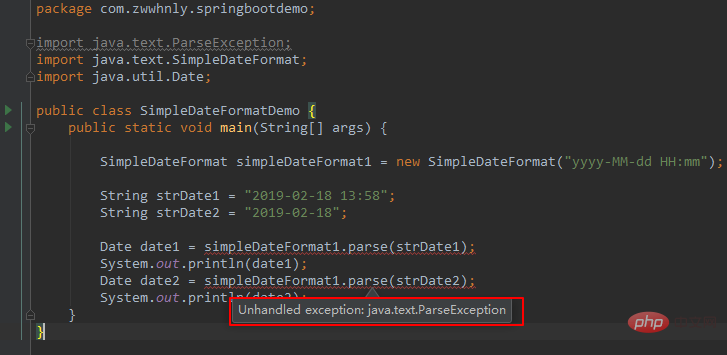 package com.zwwhnly.springbootdemo;
import java.text.ParseException;
import java.text.SimpleDateFormat;
import java.util.Date;
public class SimpleDateFormatDemo {
public static void main(String[] args) {
SimpleDateFormat simpleDateFormat1 = new SimpleDateFormat("yyyy-MM-dd HH:mm");
String strDate1 = "2019-02-18 13:58";
String strDate2 = "2019-02-18";
Date date1 = simpleDateFormat1.parse(strDate1);
System.out.println(date1);
Date date2 = simpleDateFormat1.parse(strDate2);
System.out.println(date2);
Unhandled exception: java.text.ParseException
}
}
php